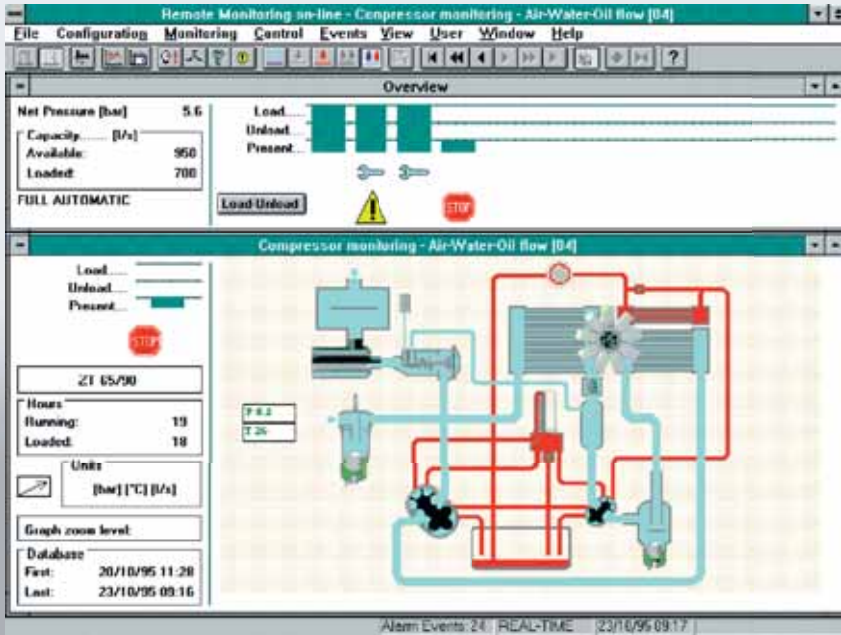 Remote Monitoring on-line - Compressor monitoring - Air-Water-Oil flow [04]
File Configuration Monitoring Control Events View User Window Help
Overview
Net Pressure [bar] 5.6
Capacity....... [l/s]
Available: 950
Loaded: 700
FULL AUTOMATIC
Load.....
Unload....
Present...
Load-Unload
STOP
Compressor monitoring - Air-Water-Oil flow [04]
Load.....
Unload....
Present...
STOP
ZT 65/90
Hours
Running: 19
Loaded: 18
Units
[bar] [°C] [l/s]
Graph zoom level:
Database
First: 20/10/95 11:28
Last: 23/10/95 09:16
T 26
Alarm Events: 24 REAL-TIME 23/10/95 09:17